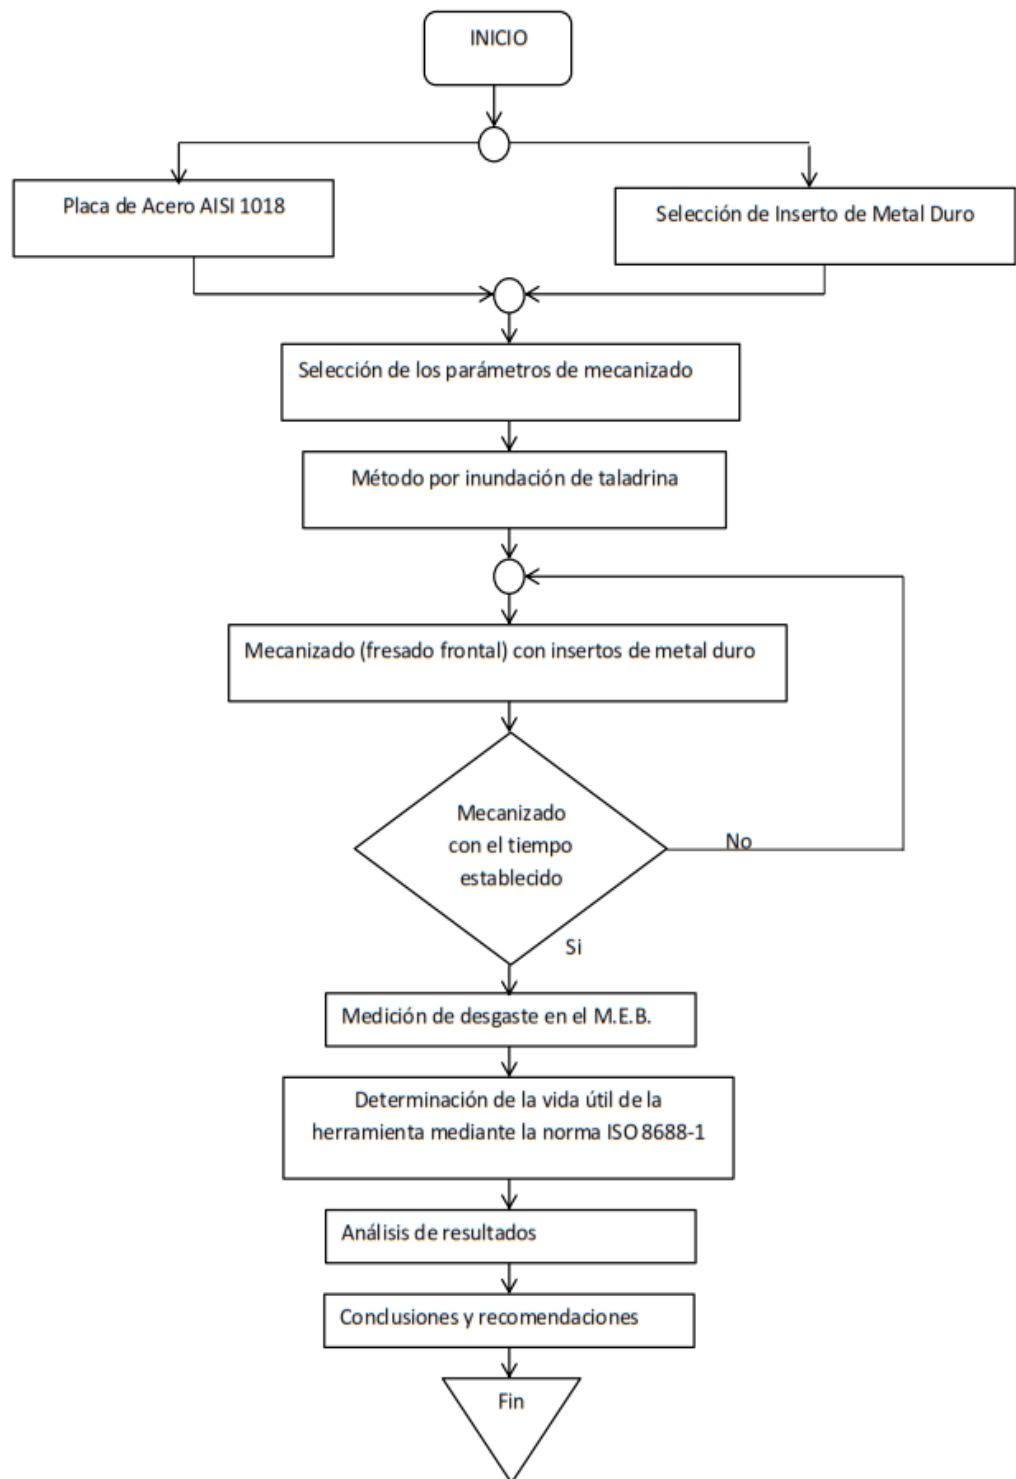 INICIO
Placa de Acero AISI 1018
Selección de Inserto de Metal Duro
Selección de los parámetros de mecanizado
Método por inundación de taladrina
Mecanizado (fresado frontal) con insertos de metal duro
Mecanizado
con el tiempo
establecido
No
Si
Medición de desgaste en el M.E.B.
Determinación de la vida útil de la
herramienta mediante la norma ISO 8688-1
Análisis de resultados
Conclusiones y recomendaciones
Fin